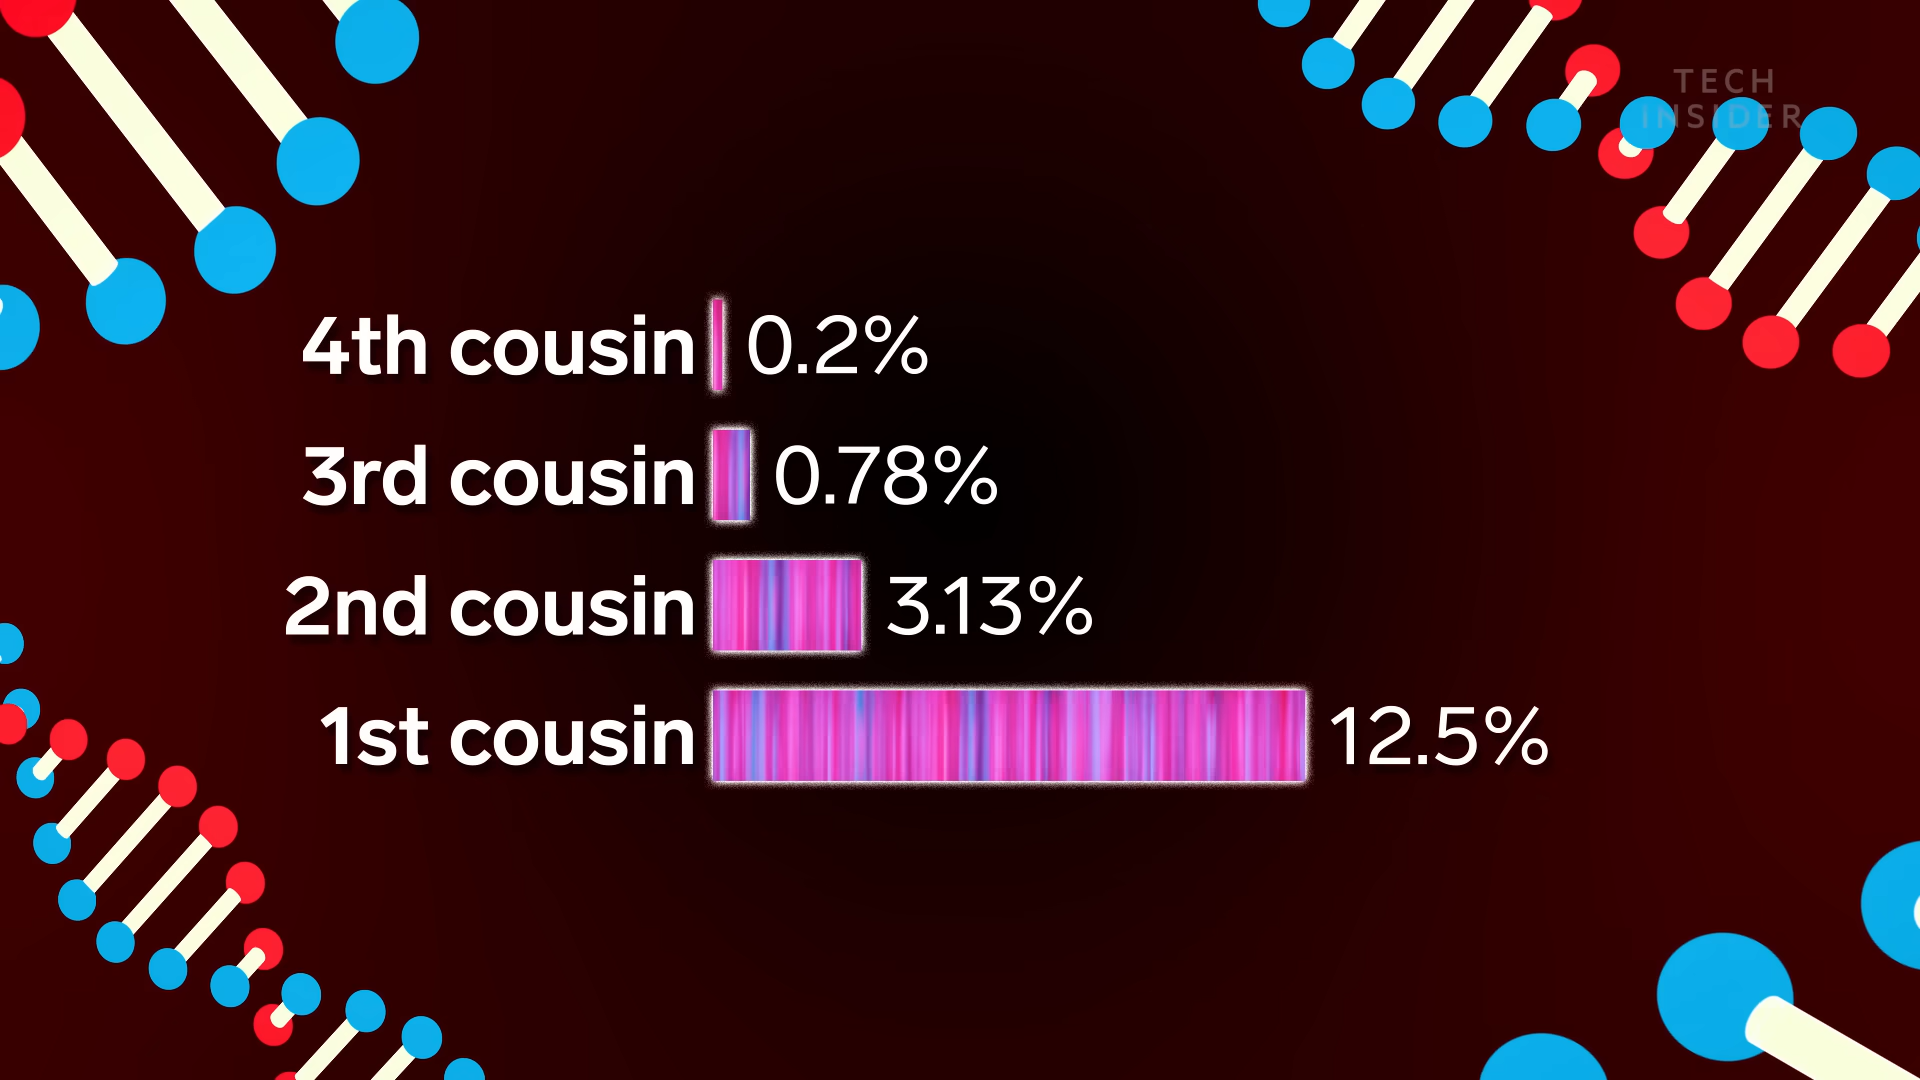 TECH
INSIDER
4th cousin 0.2%
3rd cousin 0.78%
2nd cousin 3.13%
1st cousin 12.5%